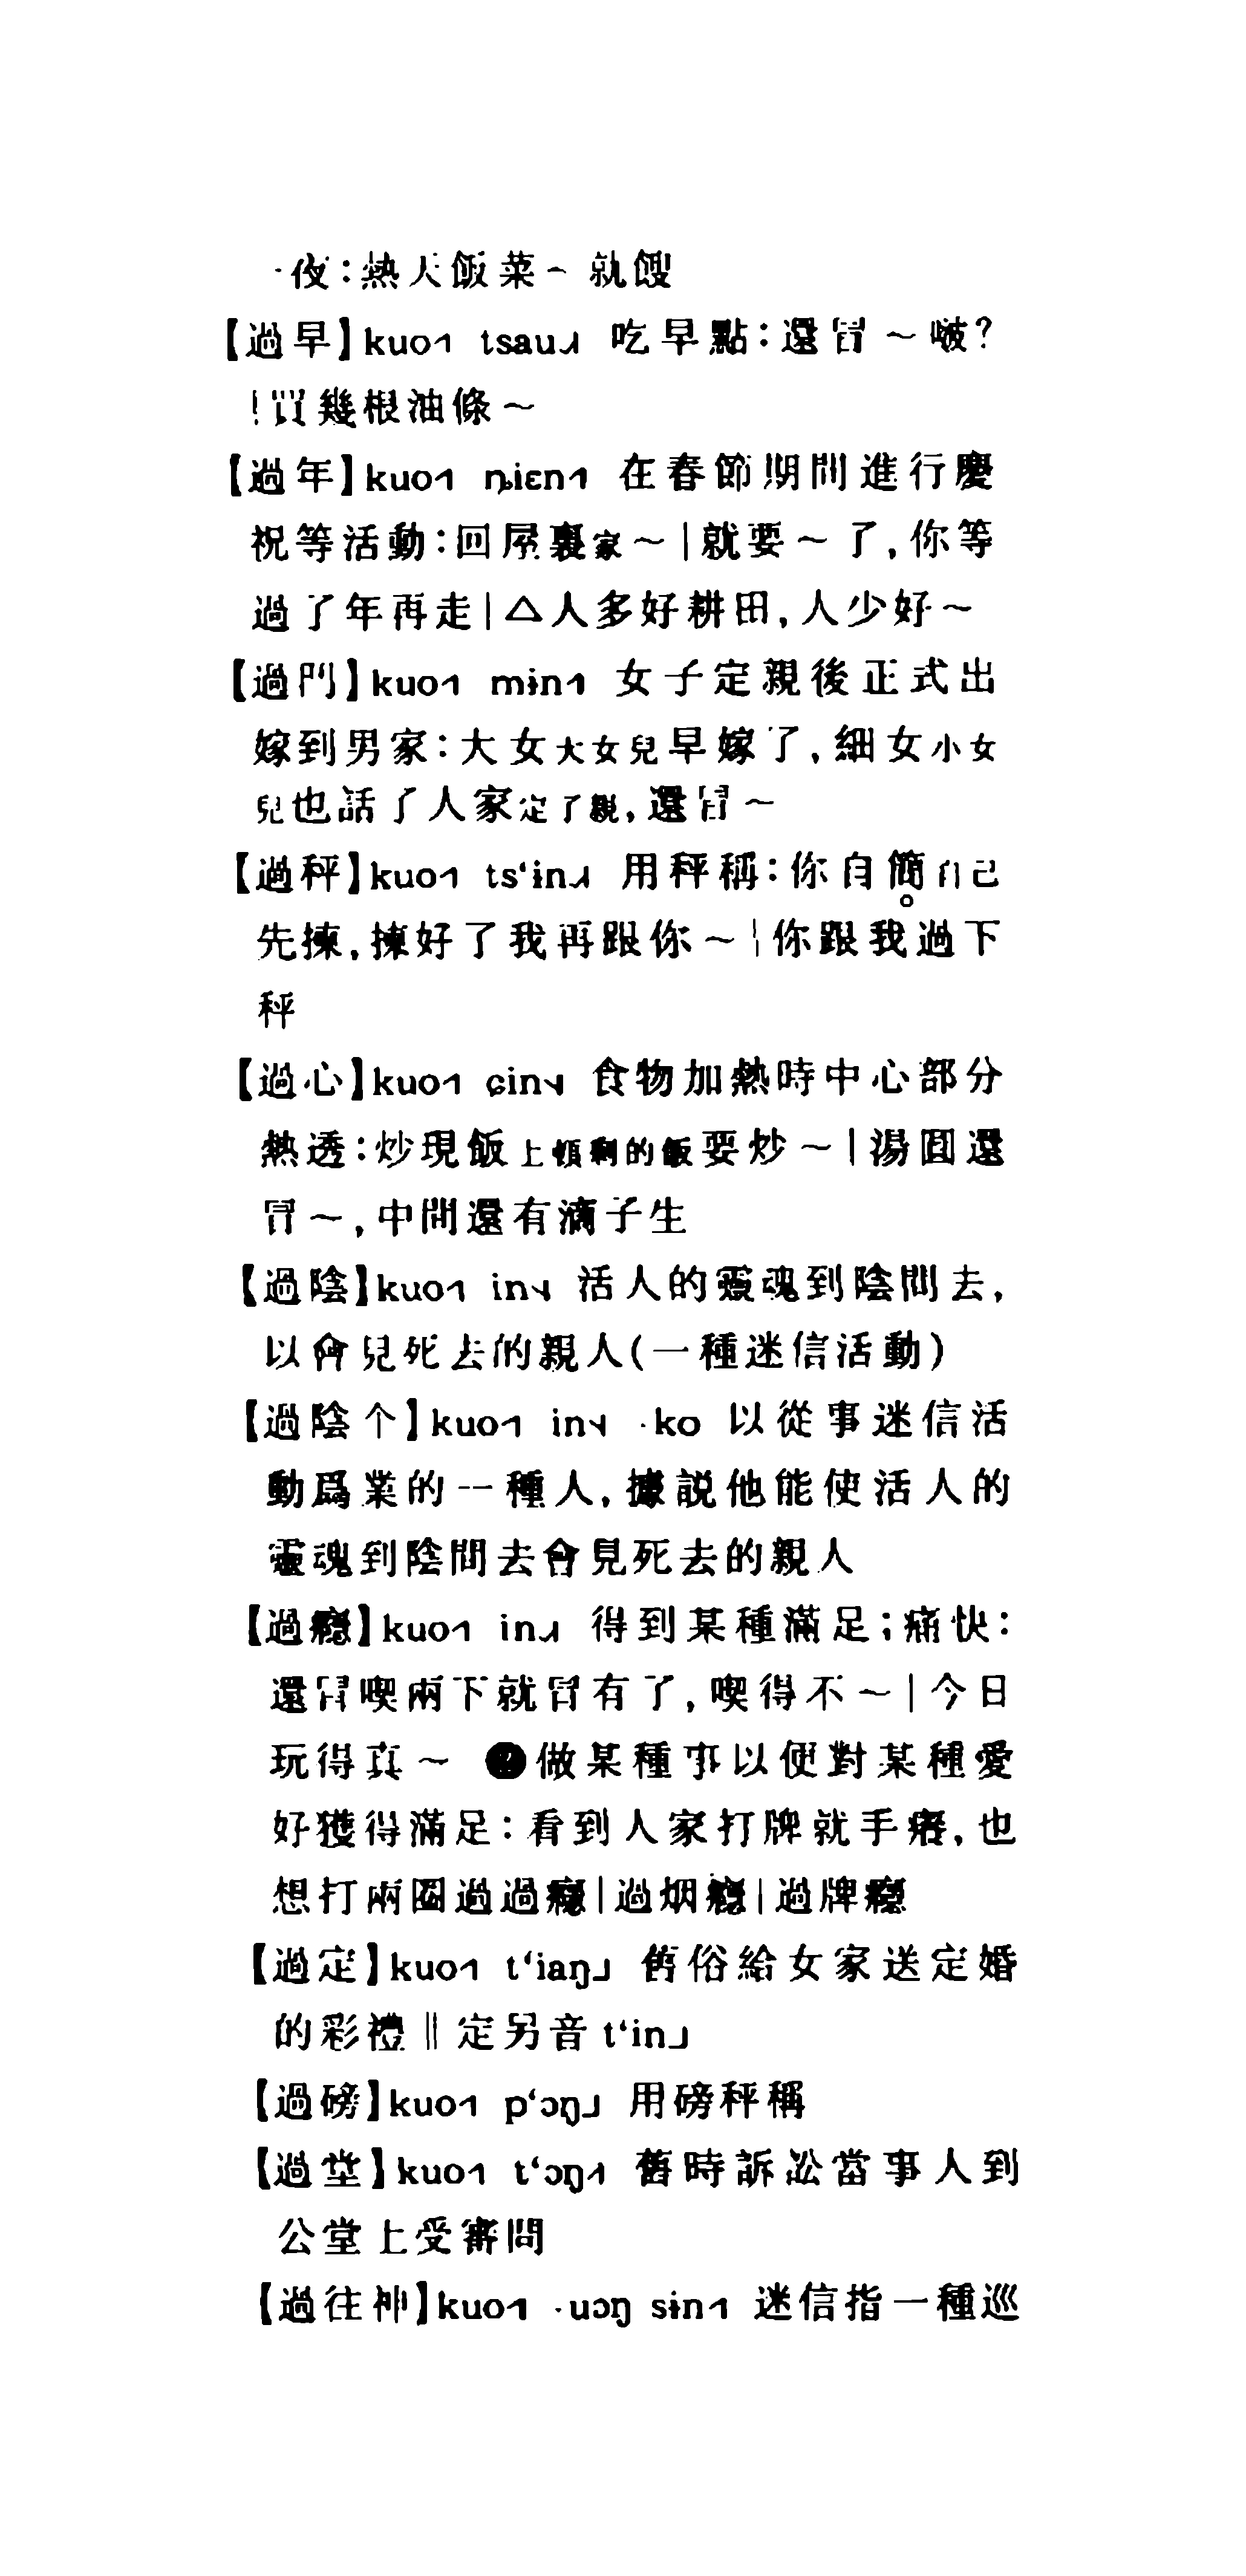 一夜：熱天飯菜～就餿
【過早】kuo˧˥ tsau˨˩ 吃早點：還冒～啵？
｜買幾根油條～
【過年】kuo˧˥ ȵiɛn˧˥ 在春節期間進行慶
祝等活動：回屋裏家～｜就要～了，你等
過了年再走｜△人多好耕田，人少好～
【過門】kuo˧˥ mɨn˧˥ 女子定親後正式出
嫁到男家：大女大女兒早嫁了，細女小女
兒也話了人家定了親，還冒～
【過秤】kuo˧˥ ts‘ɨn˨˩ 用秤稱：你自簡自己
先揀，揀好了我再跟你～｜你跟我過下
秤
【過心】kuo˧˥ ɕin 食物加熱時中心部分
熱透：炒現飯上頓剩的飯要炒～｜湯圓還
冒～，中間還有滴子生
【過陰】kuo˧˥ in 活人的靈魂到陰間去，
以會見死去的親人（一種迷信活動）
【過陰个】kuo˧˥ in ·ko 以從事迷信活
動爲業的一種人，據説他能使活人的
靈魂到陰間去會見死去的親人
【過癮】kuo˧˥ in˨˩ 得到某種滿足；痛快：
還冒喫兩下就冒有了，喫得不～｜今日
玩得真～ ❷做某種事以便對某種愛
好獲得滿足：看到人家打牌就手癢，也
想打兩圈過過癮｜過烟癮｜過牌癮
【過定】kuo˧˥ t‘iaŋ˩ 舊俗給女家送定婚
的彩禮‖定另音 t‘in˩
【過磅】kuo˧˥ p‘ɔŋ˩ 用磅秤稱
【過堂】kuo˧˥ t‘ɔŋ˧˥ 舊時訴訟當事人到
公堂上受審問
【過往神】kuo˧˥ ·uɔŋ sɨn˧˥ 迷信指一種巡